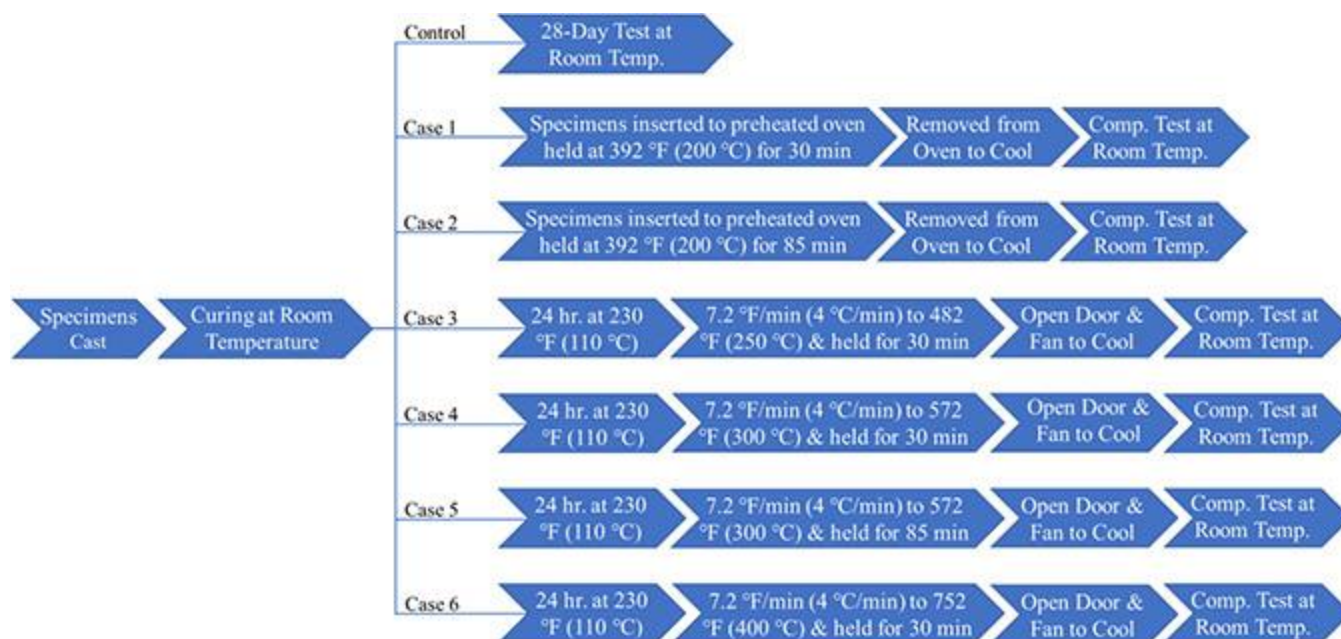 Control
28-Day Test at
Room Temp.
Case 1
Specimens inserted to preheated oven
held at 392 °F (200 °C) for 30 min
Removed from
Oven to Cool
Comp. Test at
Room Temp.
Case 2
Specimens inserted to preheated oven
held at 392 °F (200 °C) for 85 min
Removed from
Oven to Cool
Comp. Test at
Room Temp.
Specimens
Cast
Curing at Room
Temperature
Case 3
24 hr. at 230
°F (110 °C)
7.2 °F/min (4 °C/min) to 482
°F (250 °C) & held for 30 min
Open Door &
Fan to Cool
Comp. Test at
Room Temp.
Case 4
24 hr. at 230
°F (110 °C)
7.2 °F/min (4 °C/min) to 572
°F (300 °C) & held for 30 min
Open Door &
Fan to Cool
Comp. Test at
Room Temp.
Case 5
24 hr. at 230
°F (110 °C)
7.2 °F/min (4 °C/min) to 572
°F (300 °C) & held for 85 min
Open Door &
Fan to Cool
Comp. Test at
Room Temp.
Case 6
24 hr. at 230
°F (110 °C)
7.2 °F/min (4 °C/min) to 752
°F (400 °C) & held for 30 min
Open Door &
Fan to Cool
Comp. Test at
Room Temp.